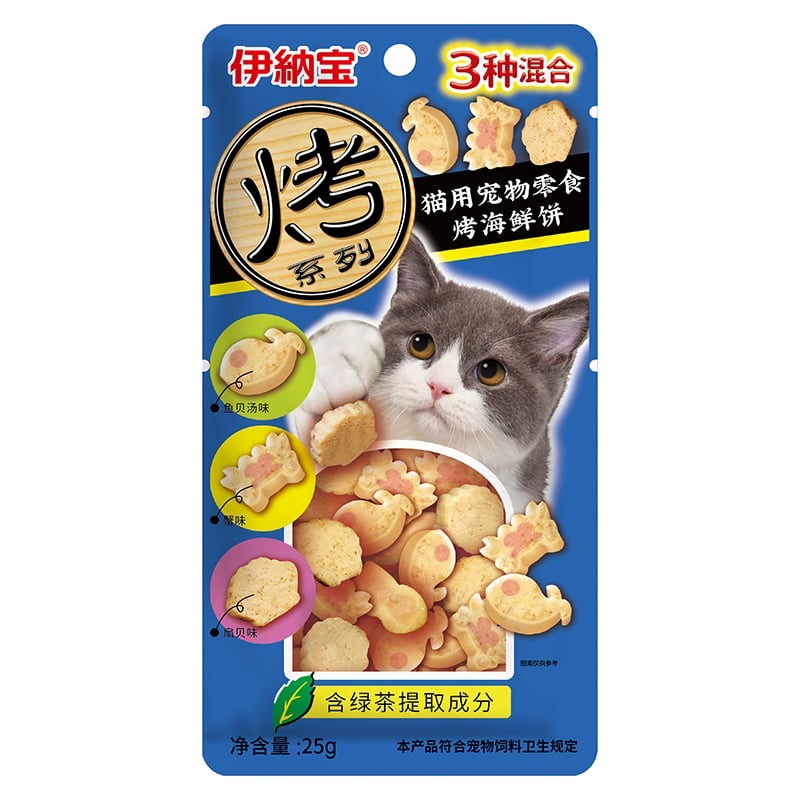 伊納宝®
3种混合
烤
系列
猫用宠物零食
烤海鲜饼
鱼贝汤味
蟹味
扇贝味
图案仅供参考
含绿茶提取成分
净含量:25g
本产品符合宠物饲料卫生规定